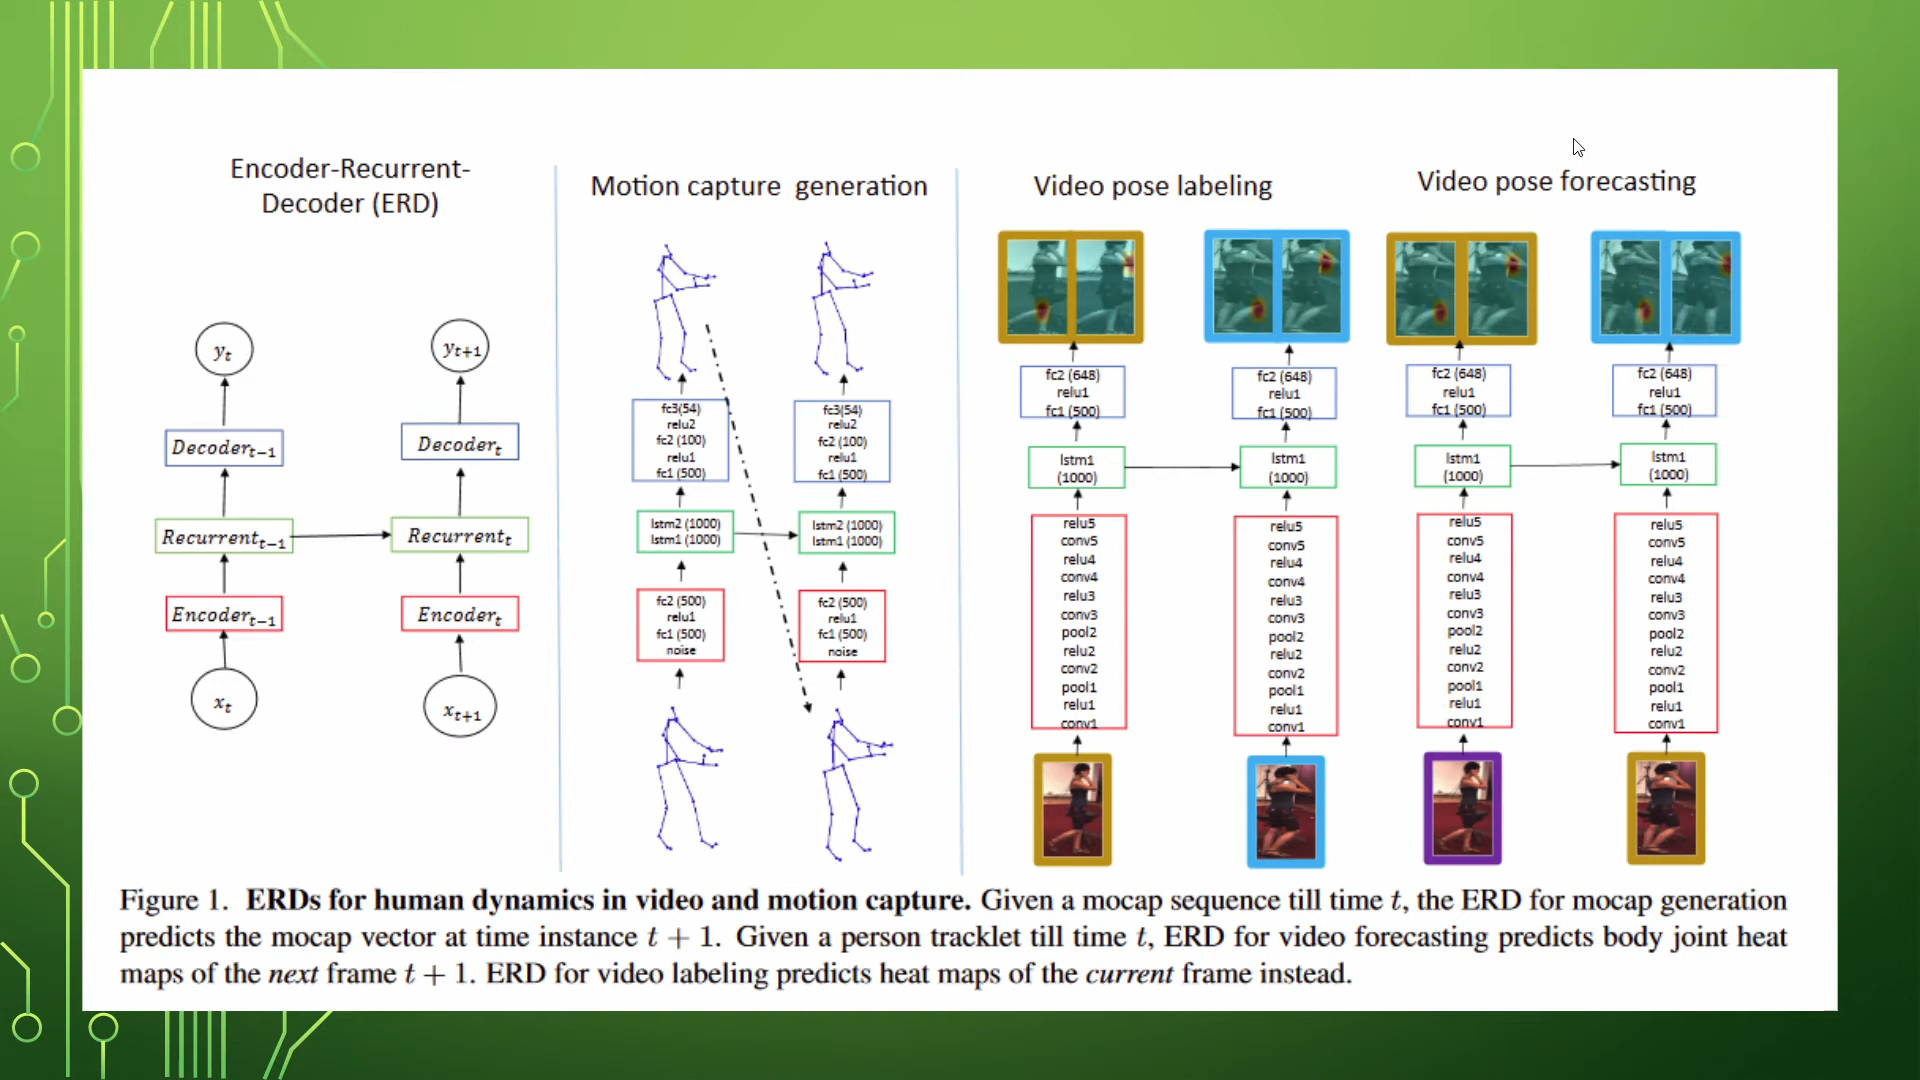 Encoder-Recurrent-
Decoder (ERD)
y_t
y_{t+1}
Decoder_{t-1}
Decoder_t
Recurrent_{t-1}
Recurrent_t
Encoder_{t-1}
Encoder_t
x_t
x_{t+1}
Motion capture generation
fc3(54)
relu2
fc2 (100)
relu1
fc1 (500)
lstm2 (1000)
lstm1 (1000)
fc2 (500)
relu1
fc1 (500)
noise
fc3(54)
relu2
fc2 (100)
relu1
fc1 (500)
lstm2 (1000)
lstm1 (1000)
fc2 (500)
relu1
fc1 (500)
noise
Video pose labeling
fc2 (648)
relu1
fc1 (500)
lstm1
(1000)
relu5
conv5
relu4
conv4
relu3
conv3
pool2
relu2
conv2
pool1
relu1
conv1
fc2 (648)
relu1
fc1 (500)
lstm1
(1000)
relu5
conv5
relu4
conv4
relu3
conv3
pool2
relu2
conv2
pool1
relu1
conv1
Video pose forecasting
fc2 (648)
relu1
fc1 (500)
lstm1
(1000)
relu5
conv5
relu4
conv4
relu3
conv3
pool2
relu2
conv2
pool1
relu1
conv1
fc2 (648)
relu1
fc1 (500)
lstm1
(1000)
relu5
conv5
relu4
conv4
relu3
conv3
pool2
relu2
conv2
pool1
relu1
conv1
Figure 1. ERDs for human dynamics in video and motion capture. Given a mocap sequence till time t, the ERD for mocap generation
predicts the mocap vector at time instance t + 1. Given a person tracklet till time t, ERD for video forecasting predicts body joint heat
maps of the next frame t + 1. ERD for video labeling predicts heat maps of the current frame instead.